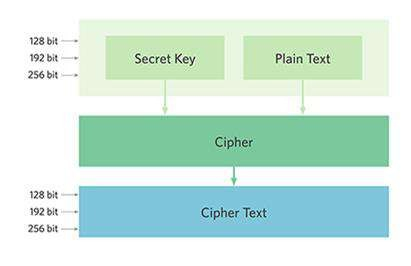 128 bit
192 bit
256 bit
Secret Key
Plain Text
Cipher
128 bit
192 bit
256 bit
Cipher Text